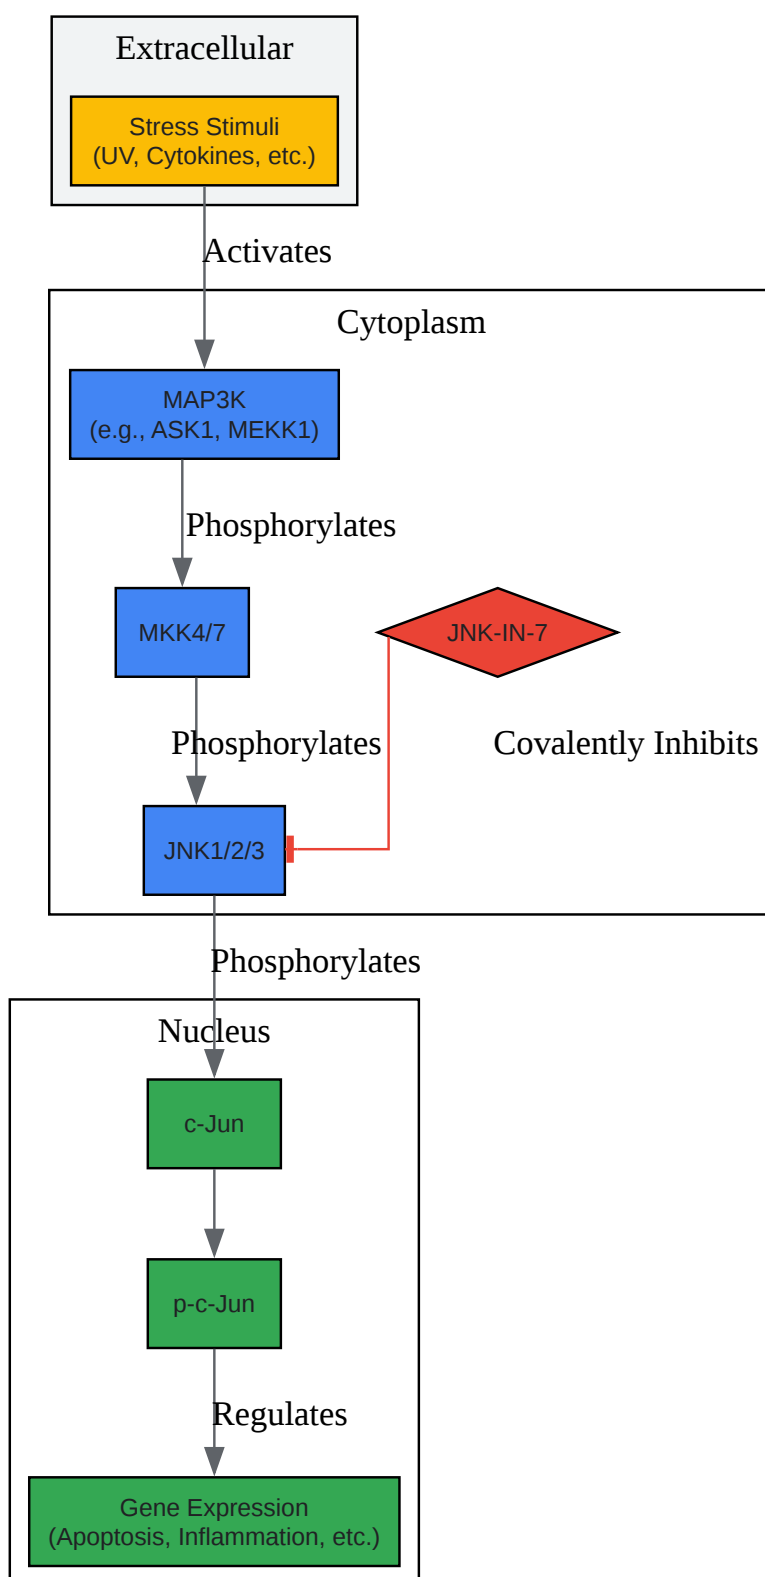 Extracellular
Stress Stimuli
(UV, Cytokines, etc.)
Activates
Cytoplasm
MAP3K
(e.g., ASK1, MEKK1)
Phosphorylates
MKK4/7
JNK-IN-7
Phosphorylates
Covalently Inhibits
JNK1/2/3
Phosphorylates
Nucleus
c-Jun
p-c-Jun
Regulates
Gene Expression
(Apoptosis, Inflammation, etc.)